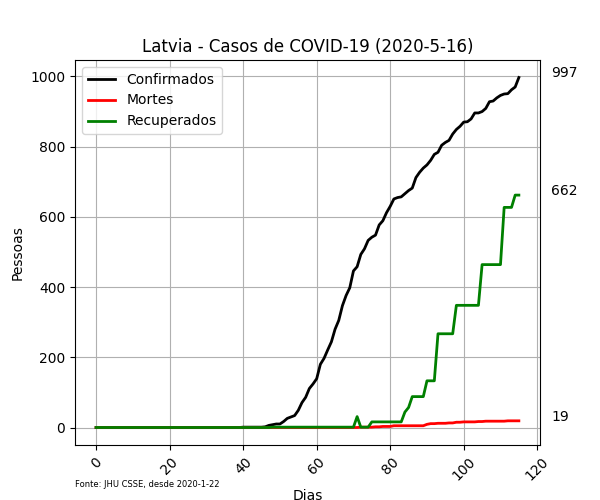 Latvia - Casos de COVID-19 (2020-5-16)
Confirmados
Mortes
Recuperados
1000
800
600
400
200
0
Pessoas
997
662
19
0
20
40
60
80
100
120
Fonte: JHU CSSE, desde 2020-1-22
Dias